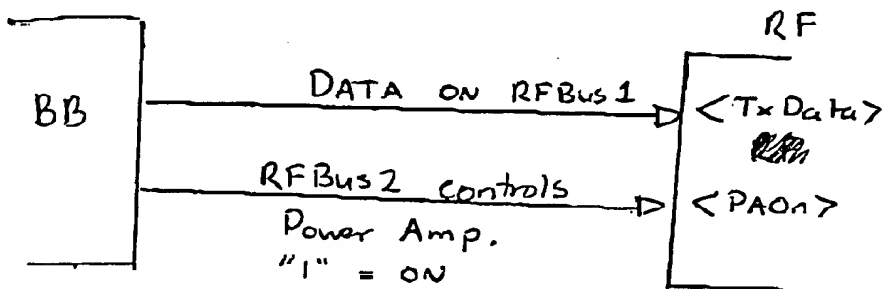 RF
BB
DATA ON RFBus1
<TxData>
RFBus2 controls
<PAOn>
Power Amp.
"1" = ON